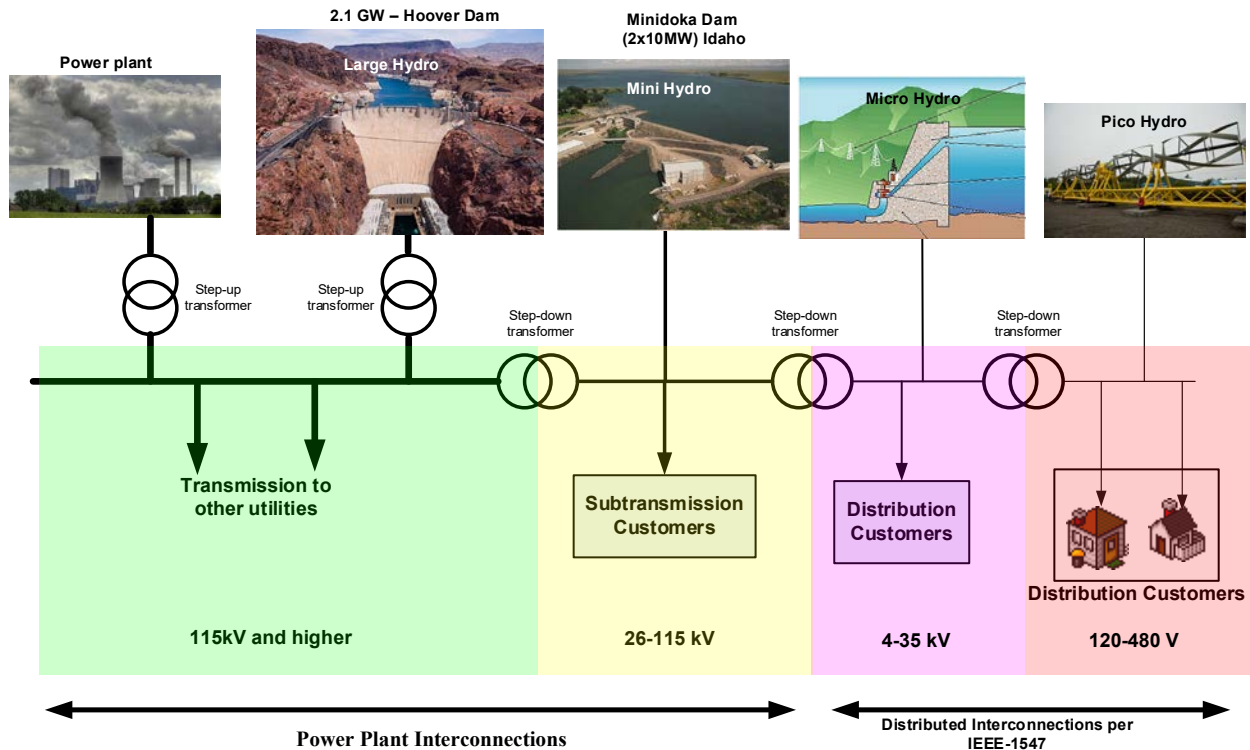 2.1 GW – Hoover Dam
Minidoka Dam
(2x10MW) Idaho
Power plant
Large Hydro
Mini Hydro
Micro Hydro
Pico Hydro
Step-up
transformer
Step-up
transformer
Step-down
transformer
Step-down
transformer
Step-down
transformer
Transmission to
other utilities
Subtransmission
Customers
Distribution
Customers
Distribution Customers
115kV and higher
26-115 kV
4-35 kV
120-480 V
Power Plant Interconnections
Distributed Interconnections per
IEEE-1547